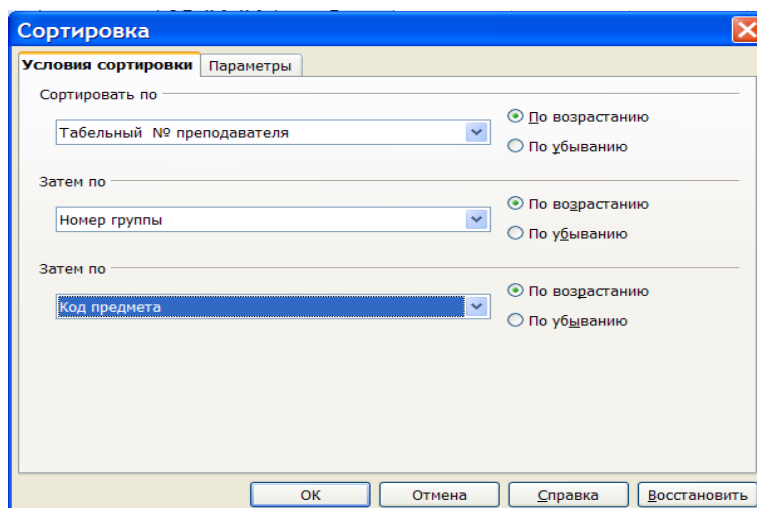 Сортировка
Условия сортировки Параметры
Сортировать по
Табельный № преподавателя
По возрастанию
По убыванию
Затем по
Номер группы
По возрастанию
По убыванию
Затем по
Код предмета
По возрастанию
По убыванию
ОК Отмена Справка Восстановить